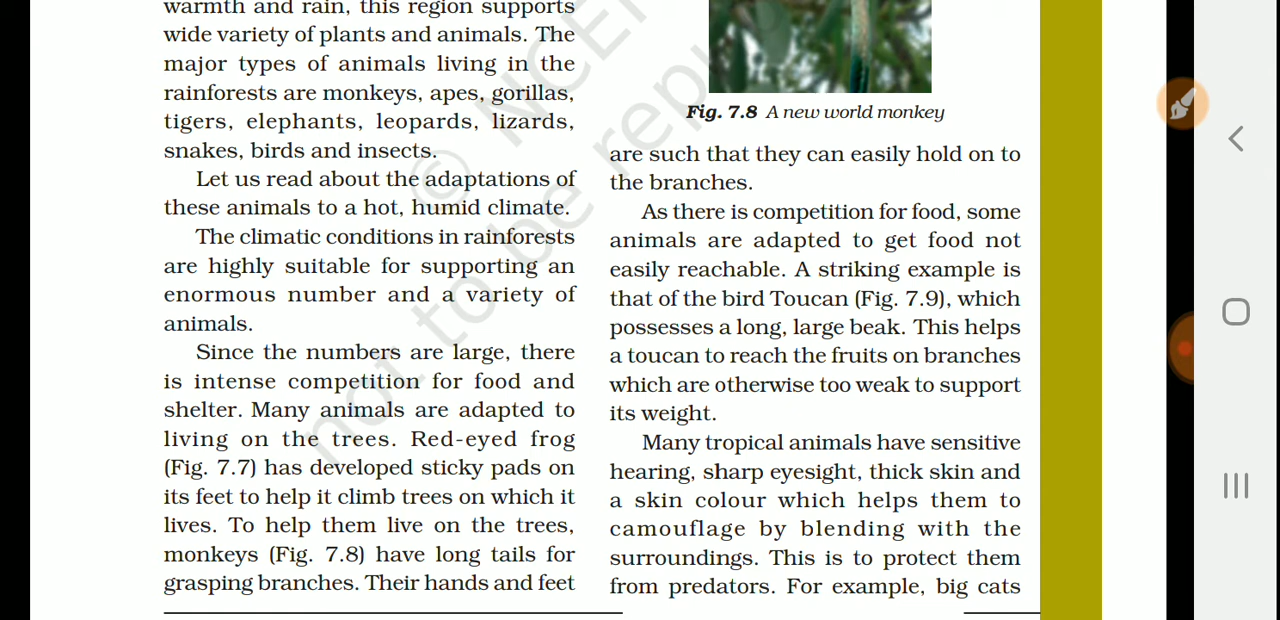 warmth and rain, this region supports
wide variety of plants and animals. The
major types of animals living in the
rainforests are monkeys, apes, gorillas,
tigers, elephants, leopards, lizards,
snakes, birds and insects.
Let us read about the adaptations of
these animals to a hot, humid climate.
The climatic conditions in rainforests
are highly suitable for supporting an
enormous number and a variety of
animals.
Since the numbers are large, there
is intense competition for food and
shelter. Many animals are adapted to
living on the trees. Red-eyed frog
(Fig. 7.7) has developed sticky pads on
its feet to help it climb trees on which it
lives. To help them live on the trees,
monkeys (Fig. 7.8) have long tails for
grasping branches. Their hands and feet
Fig. 7.8 A new world monkey
are such that they can easily hold on to
the branches.
As there is competition for food, some
animals are adapted to get food not
easily reachable. A striking example is
that of the bird Toucan (Fig. 7.9), which
possesses a long, large beak. This helps
a toucan to reach the fruits on branches
which are otherwise too weak to support
its weight.
Many tropical animals have sensitive
hearing, sharp eyesight, thick skin and
a skin colour which helps them to
camouflage by blending with the
surroundings. This is to protect them
from predators. For example, big cats
© NCER
not to be repu